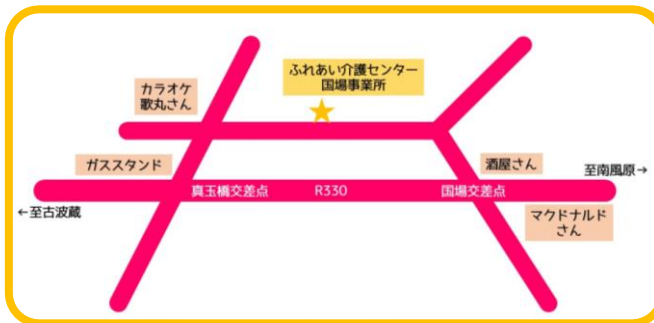 ふれあい介護センター
国場事業所
カラオケ
歌丸さん
ガススタンド
酒屋さん
至南風原→
真玉橋交差点
R330
国場交差点
←至古波蔵
マクドナルド
さん